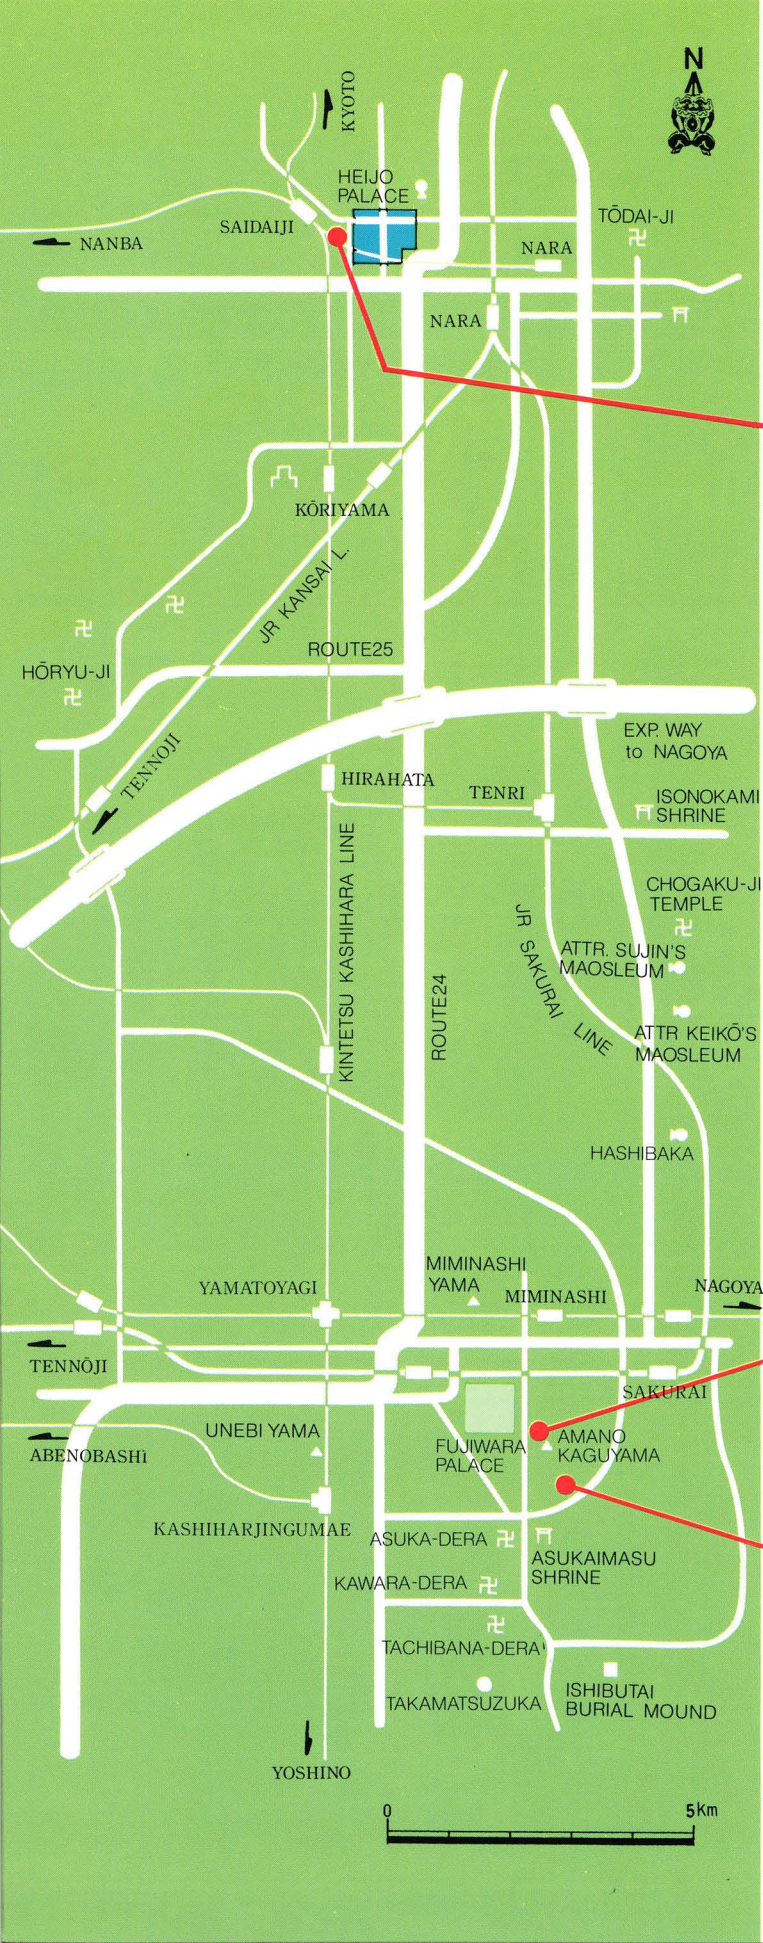 N
KYOTO
HEIJO
PALACE
SAIDAIJI
TŌDAI-JI
NANBA
NARA
NARA
KŌRIYAMA
JR KANSAI L.
ROUTE25
HŌRYU-JI
EXP. WAY
to NAGOYA
TENNOJI
HIRAHATA
TENRI
ISONOKAMI
SHRINE
KINTETSU KASHIHARA LINE
CHOGAKU-JI
TEMPLE
JR SAKURAI LINE
ATTR. SUJIN'S
MAOSLEUM
ROUTE24
ATTR KEIKŌ'S
MAOSLEUM
HASHIBAKA
MIMINASHI
YAMA
YAMATOYAGI
MIMINASHI
NAGOYA
TENNŌJI
SAKURAI
UNEBI YAMA
FUJIWARA
PALACE
AMANO
KAGUYAMA
ABENOBASHi
KASHIHARJINGUMAE
ASUKA-DERA
ASUKAIMASU
SHRINE
KAWARA-DERA
TACHIBANA-DERA
TAKAMATSUZUKA
ISHIBUTAI
BURIAL MOUND
YOSHINO
0 5Km